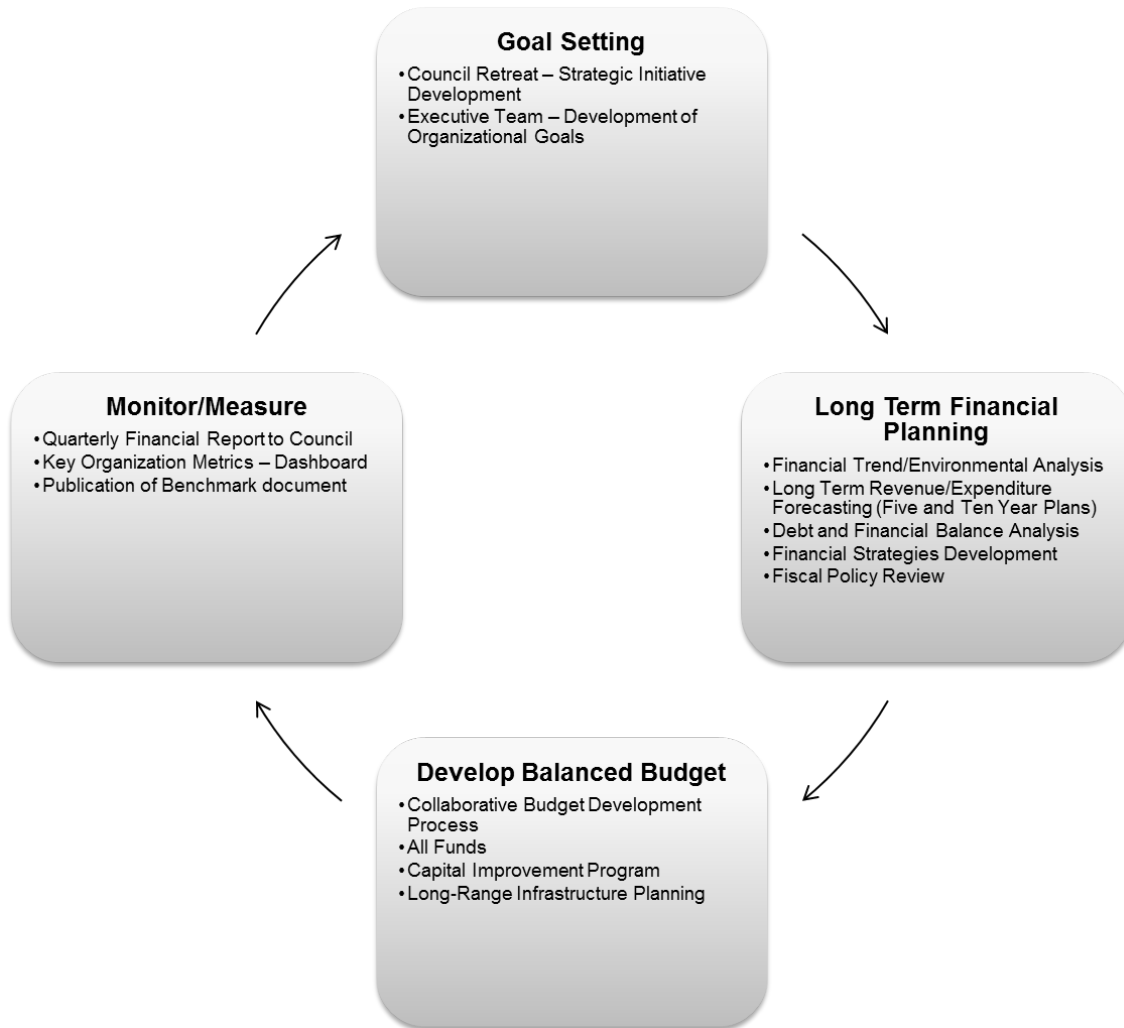 Goal Setting
•Council Retreat – Strategic Initiative
Development
•Executive Team – Development of
Organizational Goals
Monitor/Measure
•Quarterly Financial Report to Council
•Key Organization Metrics – Dashboard
•Publication of Benchmark document
Long Term Financial
Planning
•Financial Trend/Environmental Analysis
•Long Term Revenue/Expenditure
Forecasting (Five and Ten Year Plans)
•Debt and Financial Balance Analysis
•Financial Strategies Development
•Fiscal Policy Review
Develop Balanced Budget
•Collaborative Budget Development
Process
•All Funds
•Capital Improvement Program
•Long-Range Infrastructure Planning